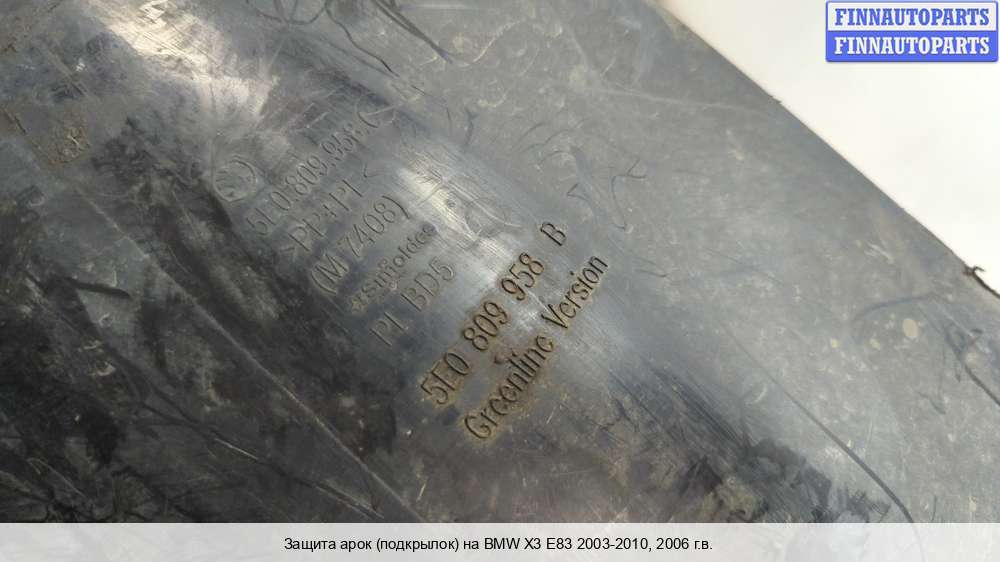 FINNAUTOPARTS
FINNAUTOPARTS
5E0.809.958.C
>PP+PE<
(M 7408)
PL BD5
5E0 809 958 B
Greenline Version
Защита арок (подкрылок) на BMW X3 E83 2003-2010, 2006 г.в.